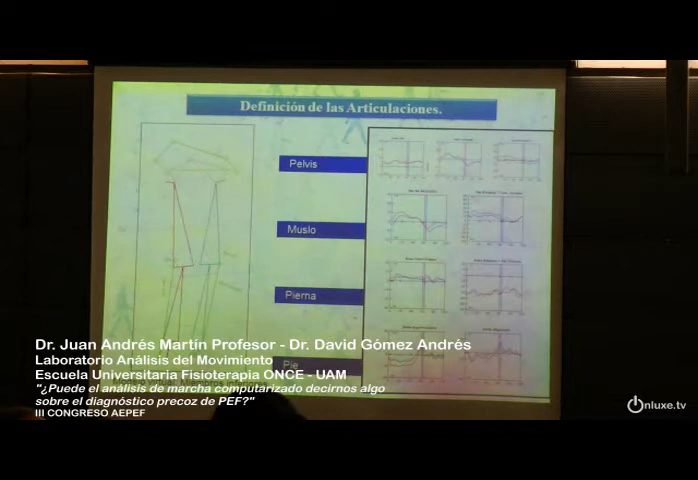 Definición de las Articulaciones.
Pelvis
Muslo
Pierna
Pie
Dr. Juan Andrés Martín Profesor - Dr. David Gómez Andrés
Laboratorio Análisis del Movimiento
Escuela Universitaria Fisioterapia ONCE - UAM
"¿Puede el análisis de marcha computarizado decirnos algo
sobre el diagnóstico precoz de PEF?"
III CONGRESO AEPEF
onluxe.tv